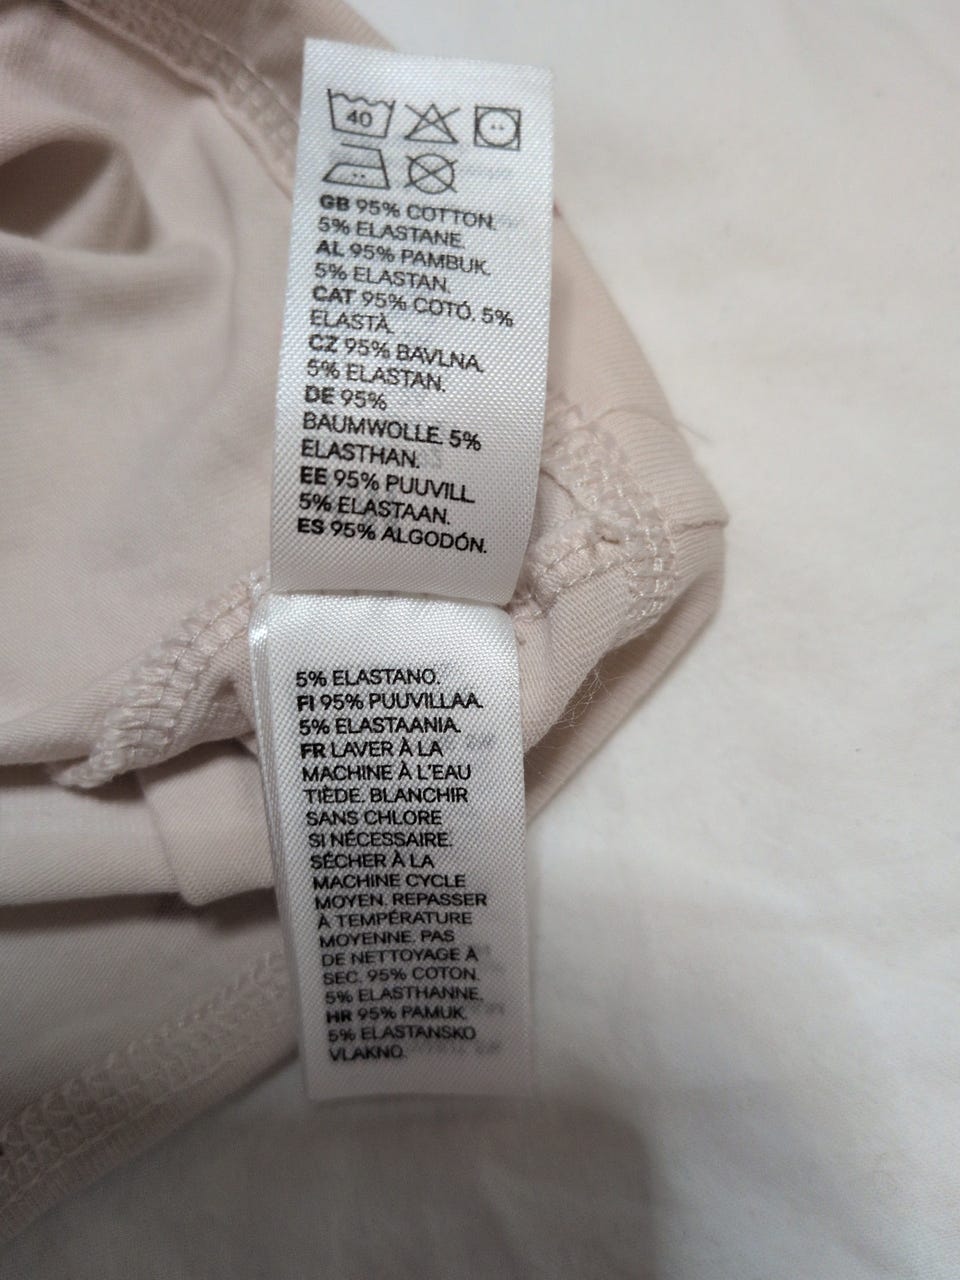 40
GB 95% COTTON.
5% ELASTANE.
AL 95% PAMBUK.
5% ELASTAN.
CAT 95% COTÓ. 5%
ELASTÀ.
CZ 95% BAVLNA.
5% ELASTAN.
DE 95%
BAUMWOLLE. 5%
ELASTHAN.
EE 95% PUUVILL
5% ELASTAAN.
ES 95% ALGODÓN.
5% ELASTANO.
FI 95% PUUVILLAA.
5% ELASTAANIA.
FR LAVER À LA
MACHINE À L'EAU
TIÈDE. BLANCHIR
SANS CHLORE
SI NÉCESSAIRE.
SÉCHER À LA
MACHINE CYCLE
MOYEN. REPASSER
À TEMPÉRATURE
MOYENNE. PAS
DE NETTOYAGE À
SEC. 95% COTON.
5% ELASTHANNE.
HR 95% PAMUK.
5% ELASTANSKO
VLAKNO.